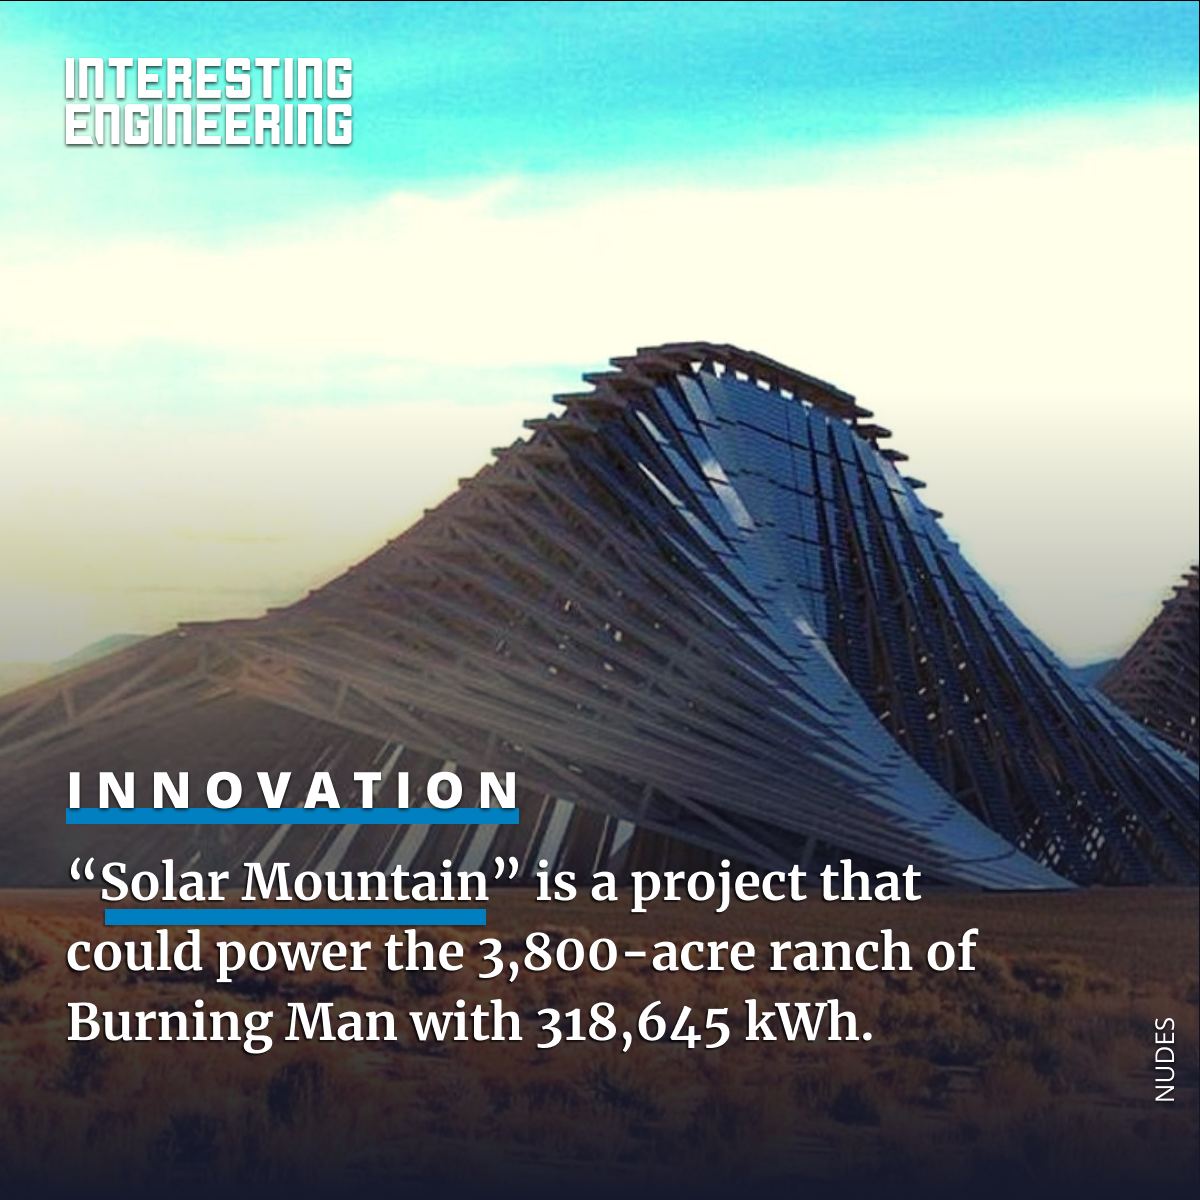 INTERESTING
ENGINEERING
INNOVATION
“Solar Mountain” is a project that
could power the 3,800-acre ranch of
Burning Man with 318,645 kWh.
NUDES